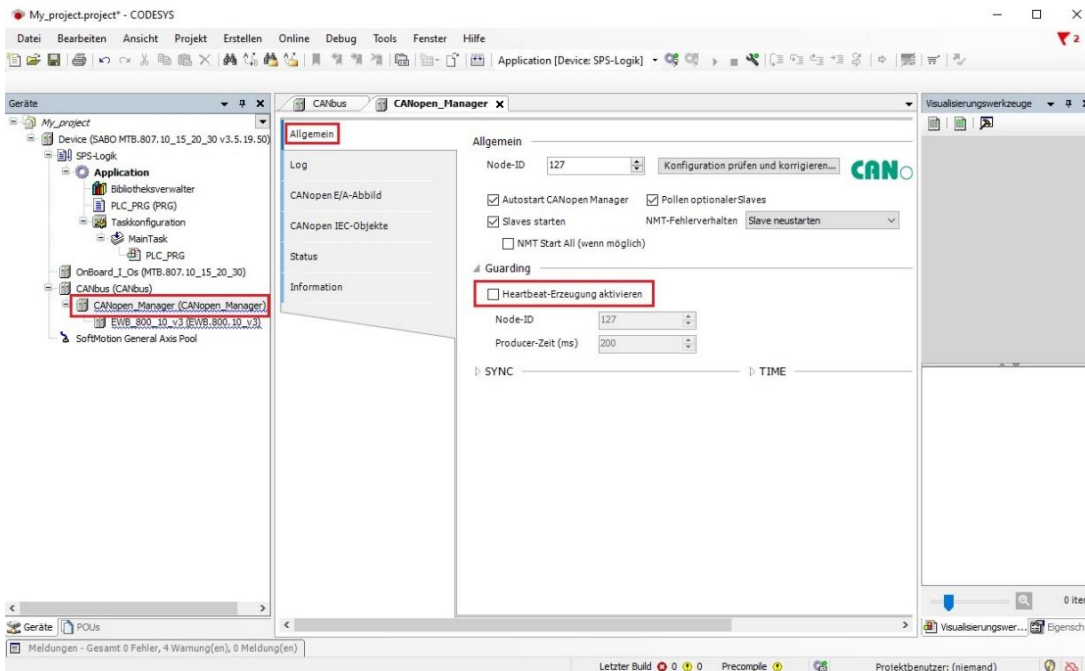 My_project.project* - CODESYS
Datei Bearbeiten Ansicht Projekt Erstellen Online Debug Tools Fenster Hilfe
2
Application [Device: SPS-Logik]
Geräte
My_project
Device (SABO MTB.807.10_15_20_30 v3.5.19.50)
SPS-Logik
Application
Bibliotheksverwalter
PLC_PRG (PRG)
Taskkonfiguration
MainTask
PLC_PRG
OnBoard_I_Os (MTB.807.10_15_20_30)
CANbus (CANbus)
CANopen_Manager (CANopen_Manager)
EWB_800_10_v3 (EWB.800.10_v3)
SoftMotion General Axis Pool
Geräte POUs
CANbus CANopen_Manager
Allgemein
Log
CANopen E/A-Abbild
CANopen IEC-Objekte
Status
Information
Allgemein
Node-ID 127 Konfiguration prüfen und korrigieren...
CANo
Autostart CANopen Manager Pollen optionaler Slaves
Slaves starten NMT-Fehlerverhalten Slave neustarten
NMT Start All (wenn möglich)
Guarding
Heartbeat-Erzeugung aktivieren
Node-ID 127
Producer-Zeit (ms) 200
SYNC TIME
Visualisierungswerkzeuge
0 iter
Visualisierungswer... Eigensch
Meldungen - Gesamt 0 Fehler, 4 Warnung(en), 0 Meldung(en)
Letzter Build 0 0 Precompile Projektbenutzer: (niemand)